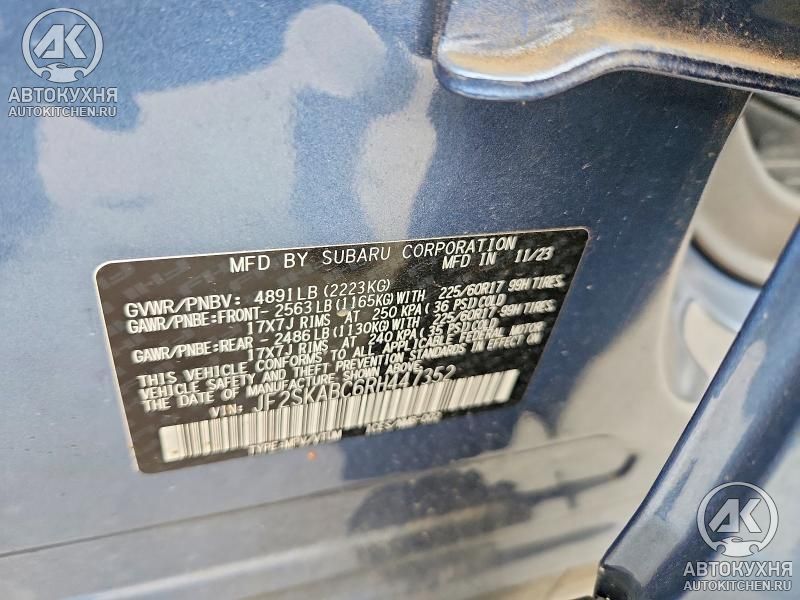 АК
АВТОКУХНЯ
AUTOKITCHEN.RU
MFD BY SUBARU CORPORATION
MFD IN 11/23
GVWR/PNBV: 4891LB(2223KG)
GAWR/PNBE:FRONT- 2563LB(1165KG)WITH 225/60R17 99H TIRES.
17x7J RIMS AT 250 KPA( 36 PSI)COLD
GAWR/PNBE:REAR - 2486LB(1130KG)WITH 225/60R17 99H TIRES.
17x7J RIMS AT 240 KPA( 35 PSI)COLD
THIS VEHICLE CONFORMS TO ALL APPLICABLE FEDERAL MOTOR
VEHICLE SAFETY AND THEFT PREVENTION STANDARDS IN EFFECT ON
THE DATE OF MANUFACTURE SHOWN ABOVE.
VIN: JF2SKABC6RH447352
АК
АВТОКУХНЯ
AUTOKITCHEN.RU